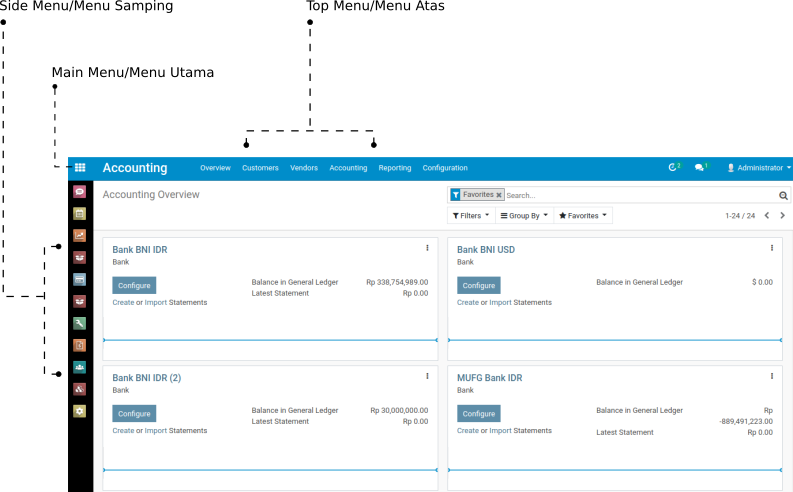 Side Menu/Menu Samping
Top Menu/Menu Atas
Main Menu/Menu Utama
Accounting Overview Customers Vendors Accounting Reporting Configuration 2 1 Administrator
Accounting Overview
Favorites Search...
Filters Group By Favorites 1-24 / 24
Bank BNI IDR
Bank
Configure
Balance in General Ledger Rp 338,754,989.00
Latest Statement Rp 0.00
Create or Import Statements
Bank BNI USD
Bank
Configure
Balance in General Ledger $ 0.00
Create or Import Statements
Bank BNI IDR (2)
Bank
Configure
Balance in General Ledger Rp 30,000,000.00
Latest Statement Rp 0.00
Create or Import Statements
MUFG Bank IDR
Bank
Configure
Balance in General Ledger Rp
-889,491,223.00
Latest Statement Rp 0.00
Create or Import Statements